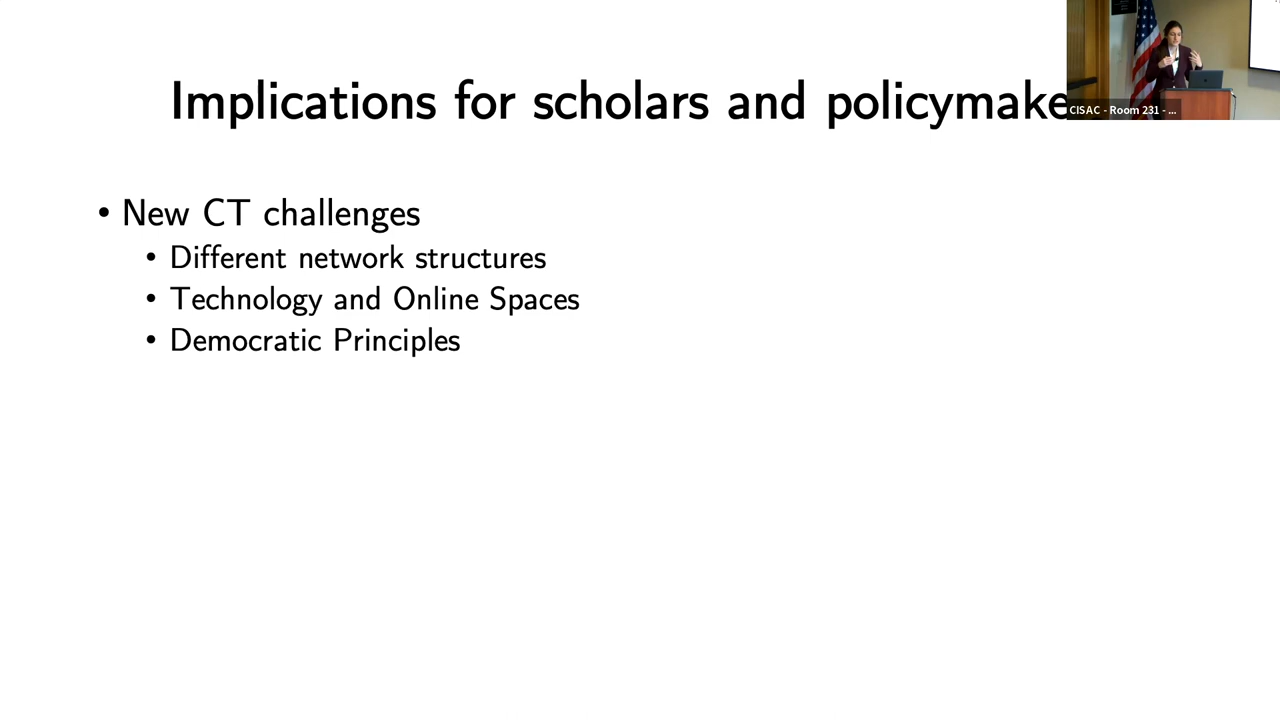 Implications for scholars and policymake
CISAC - Room 231 - ...
• New CT challenges
• Different network structures
• Technology and Online Spaces
• Democratic Principles